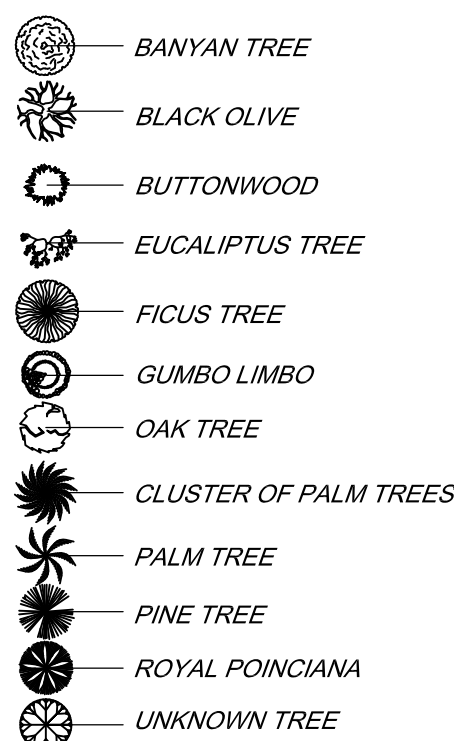 BANYAN TREE
BLACK OLIVE
BUTTONWOOD
EUCALIPTUS TREE
FICUS TREE
GUMBO LIMBO
OAK TREE
CLUSTER OF PALM TREES
PALM TREE
PINE TREE
ROYAL POINCIANA
UNKNOWN TREE